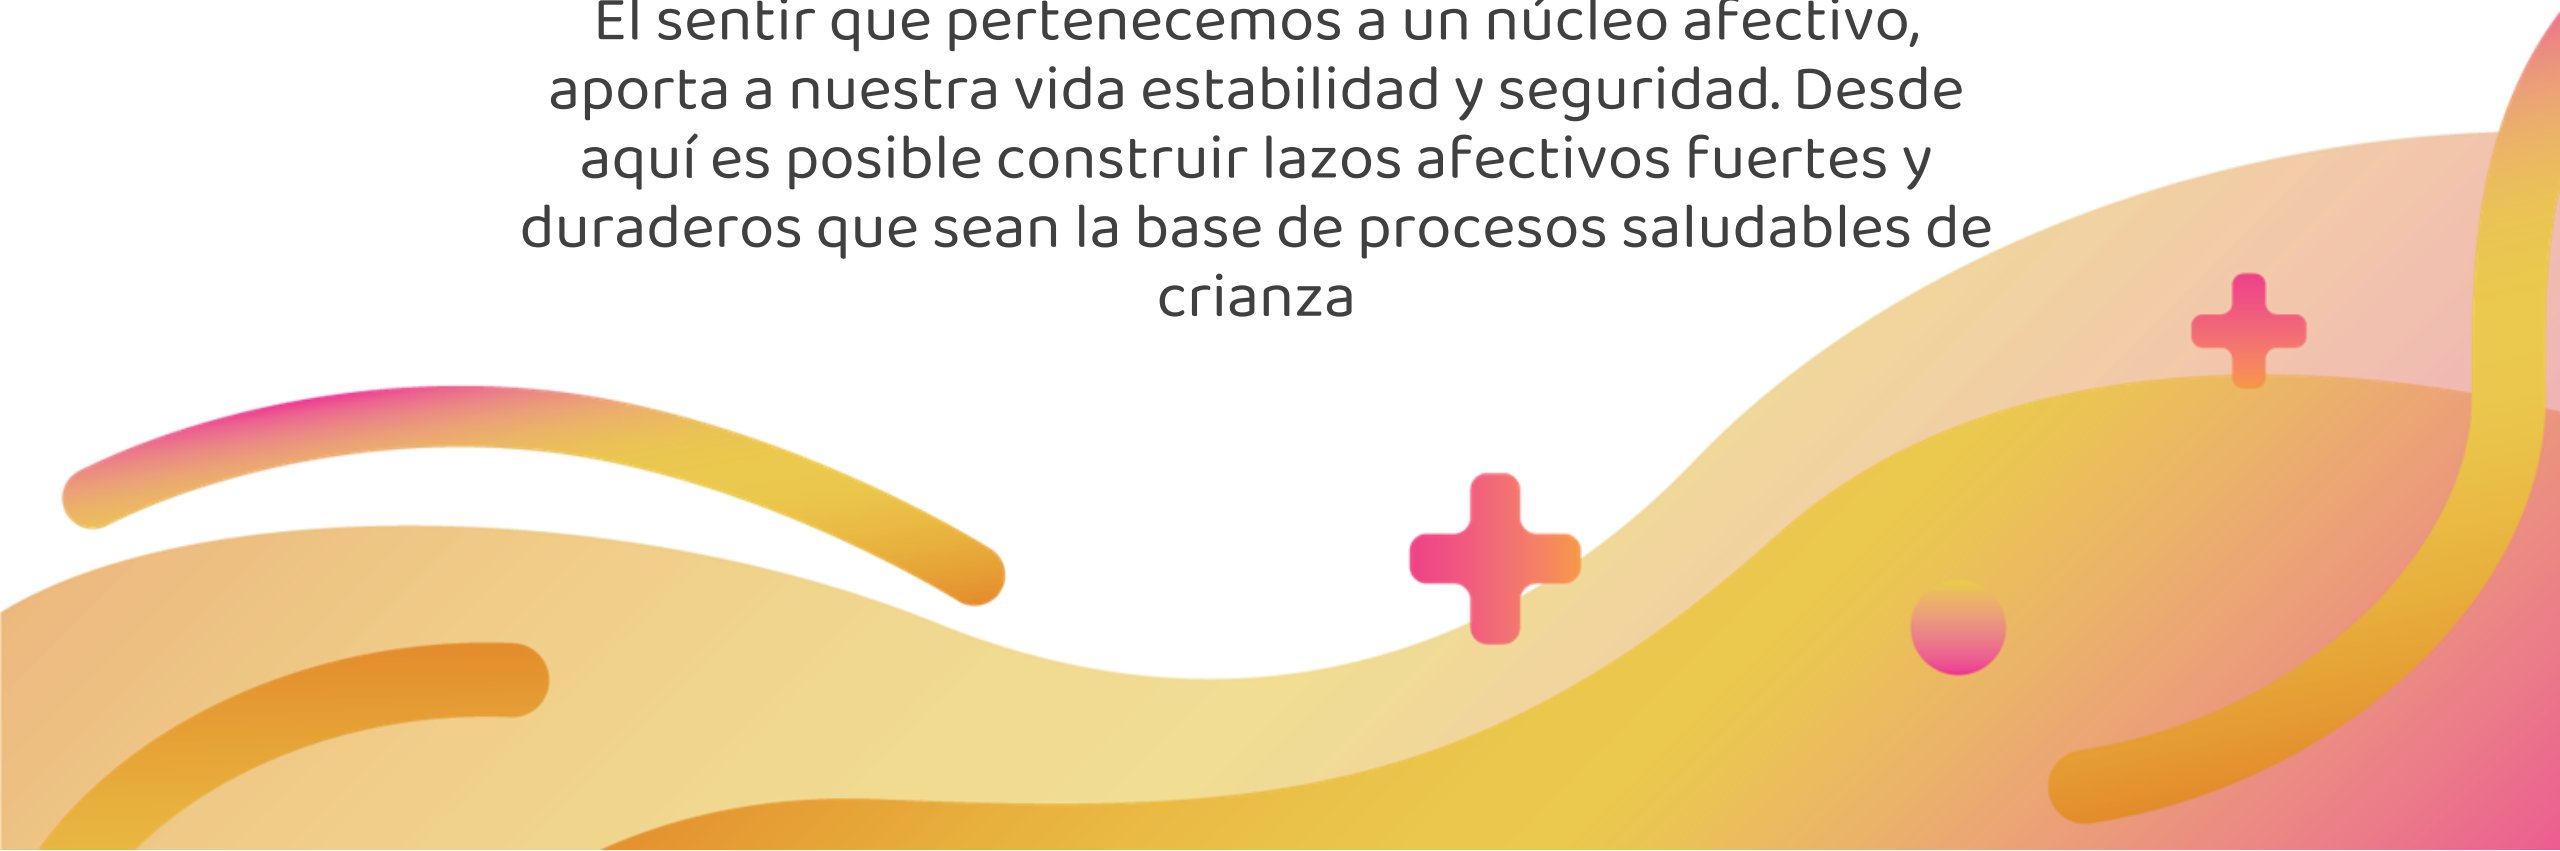 El sentir que pertenecemos a un núcleo afectivo,
aporta a nuestra vida estabilidad y seguridad. Desde
aquí es posible construir lazos afectivos fuertes y
duraderos que sean la base de procesos saludables de
crianza